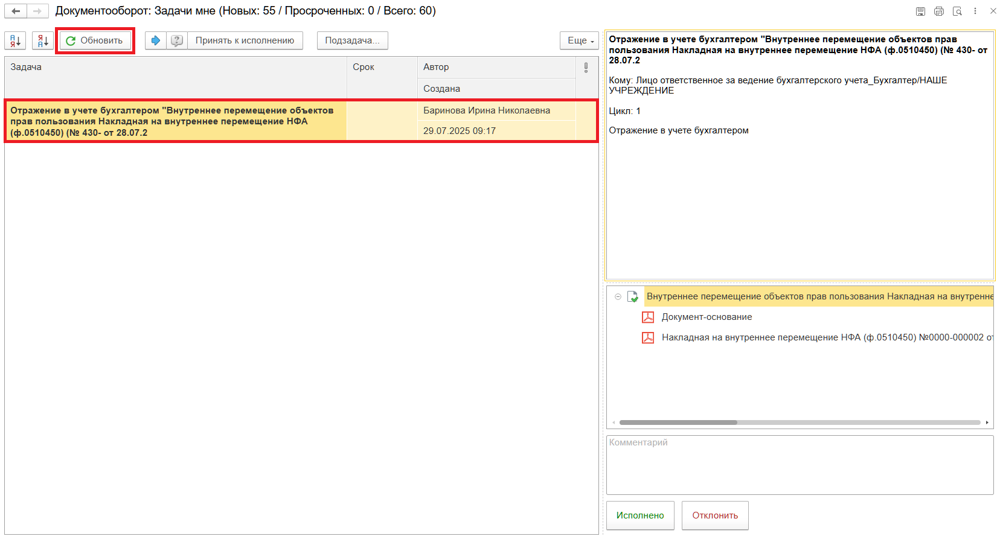 Документооборот: Задачи мне (Новых: 55 / Просроченных: 0 / Всего: 60)
А
Я
Я
А
Обновить
?
Принять к исполнению
Подзадача...
Еще
Задача
Срок
Автор
Создана
Отражение в учете бухгалтером "Внутреннее перемещение объектов
прав пользования Накладная на внутреннее перемещение НФА
(ф.0510450) (№ 430- от 28.07.2
Баринова Ирина Николаевна
29.07.2025 09:17
Отражение в учете бухгалтером "Внутреннее перемещение объектов прав
пользования Накладная на внутреннее перемещение НФА (ф.0510450) (№ 430- от
28.07.2
Кому: Лицо ответственное за ведение бухгалтерского учета_Бухгалтер/НАШЕ
УЧРЕЖДЕНИЕ
Цикл: 1
Отражение в учете бухгалтером
Внутреннее перемещение объектов прав пользования Накладная на внутренне
Документ-основание
Накладная на внутреннее перемещение НФА (ф.0510450) №0000-000002 от
Комментарий
Исполнено
Отклонить